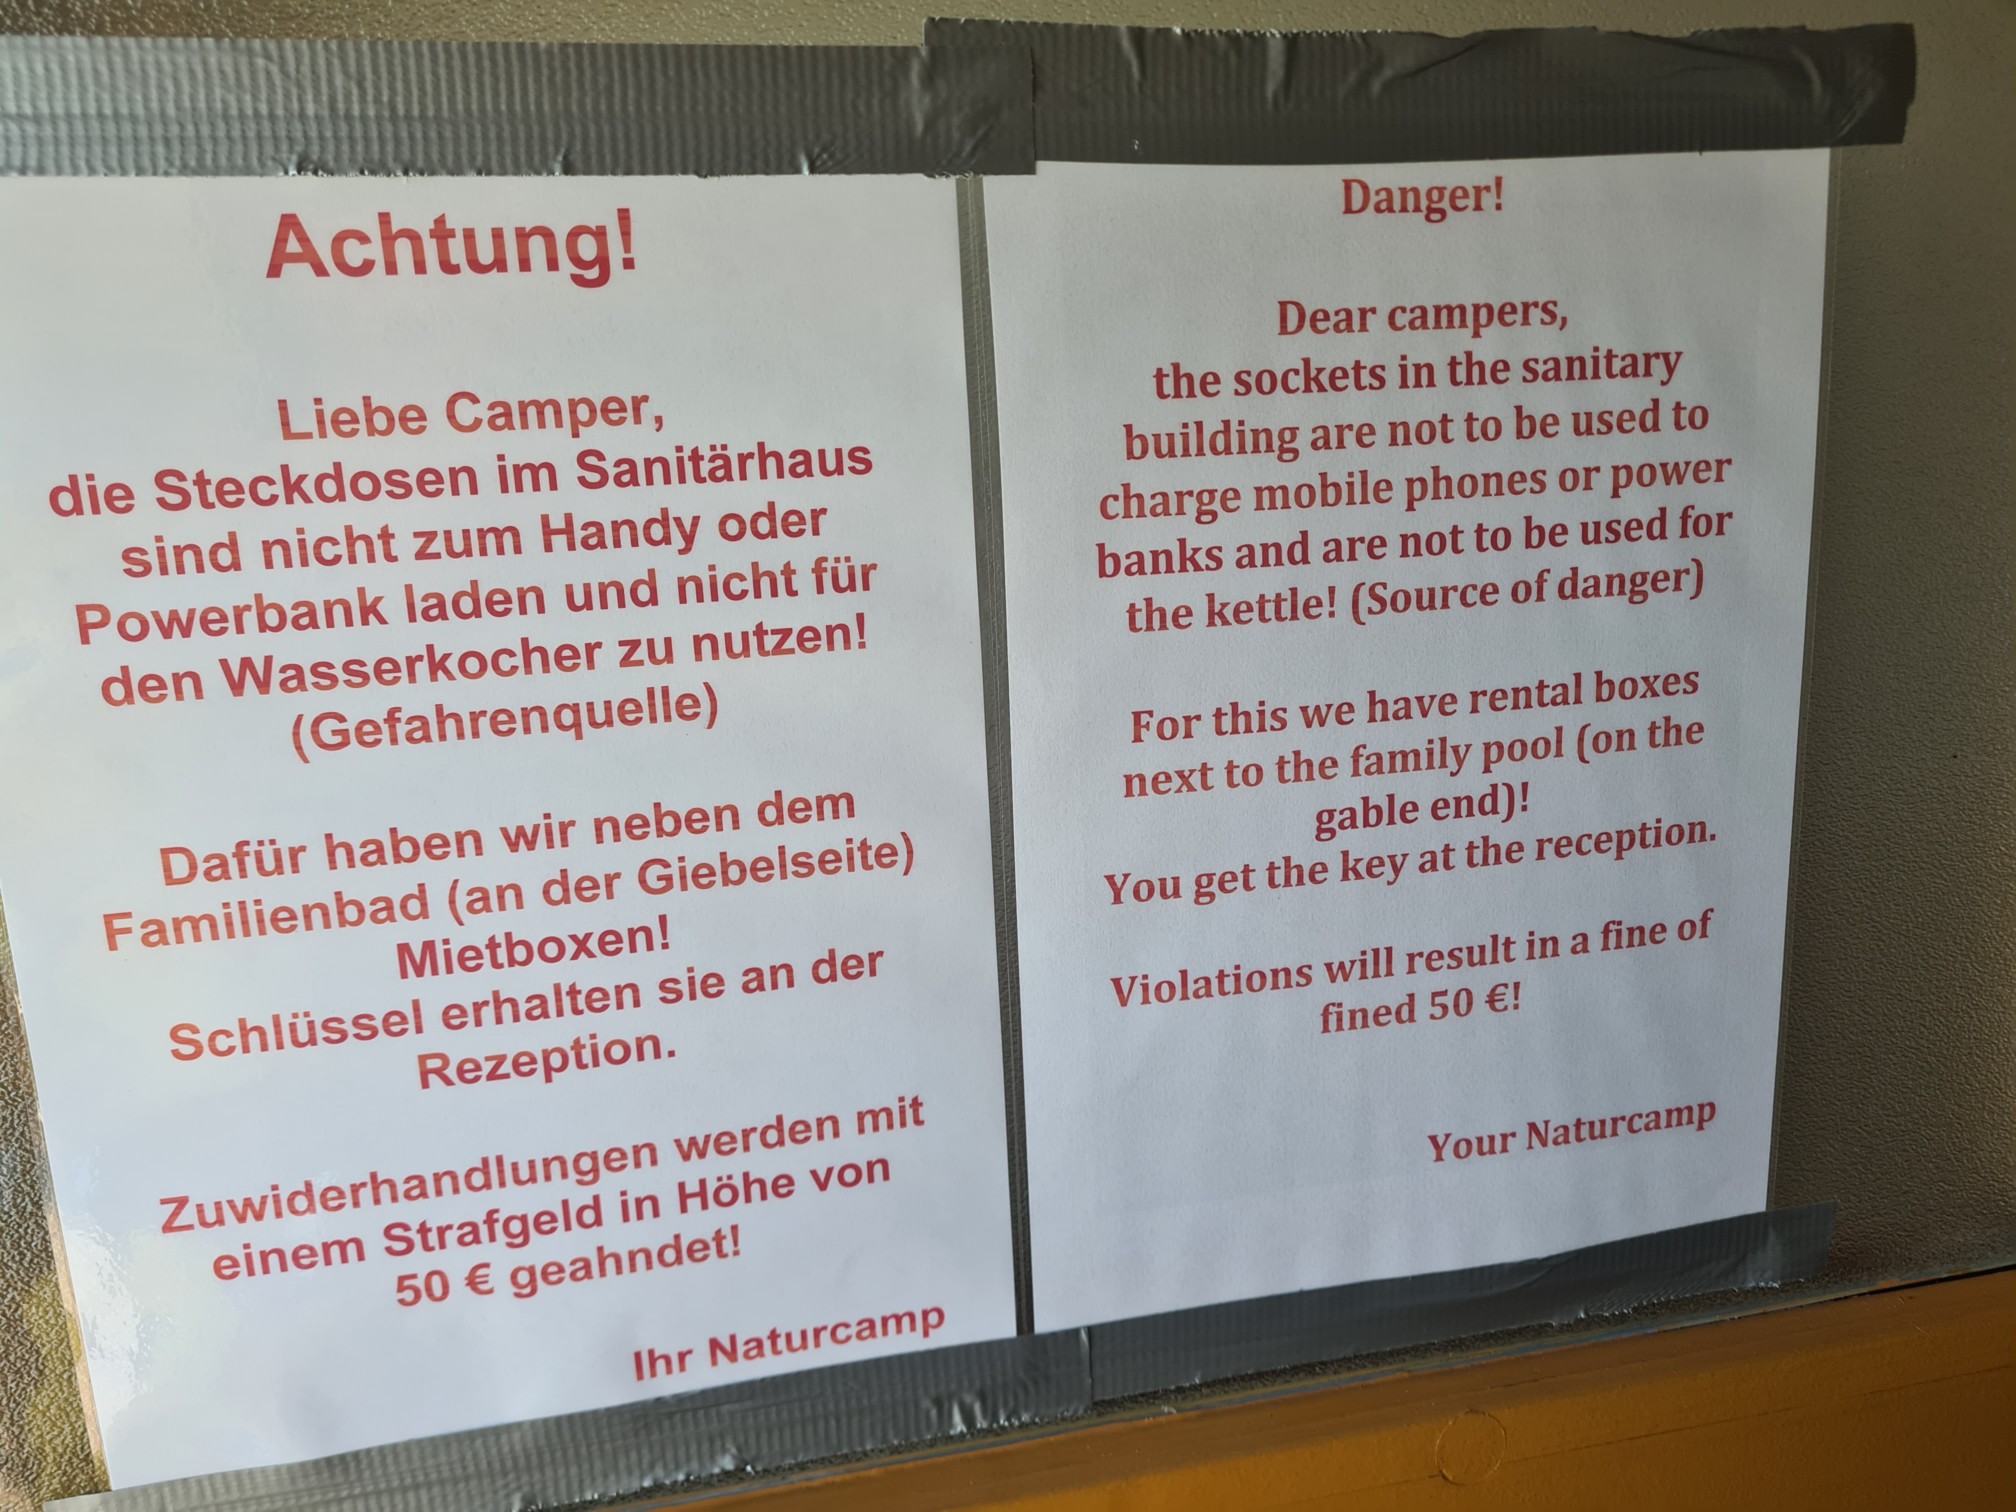 Achtung!
Liebe Camper,
die Steckdosen im Sanitärhaus
sind nicht zum Handy oder
Powerbank laden und nicht für
den Wasserkocher zu nutzen!
(Gefahrenquelle)
Dafür haben wir neben dem
Familienbad (an der Giebelseite)
Mietboxen!
Schlüssel erhalten sie an der
Rezeption.
Zuwiderhandlungen werden mit
einem Strafgeld in Höhe von
50 € geahndet!
Ihr Naturcamp
Danger!
Dear campers,
the sockets in the sanitary
building are not to be used to
charge mobile phones or power
banks and are not to be used for
the kettle! (Source of danger)
For this we have rental boxes
next to the family pool (on the
gable end)!
You get the key at the reception.
Violations will result in a fine of
fined 50 €!
Your Naturcamp